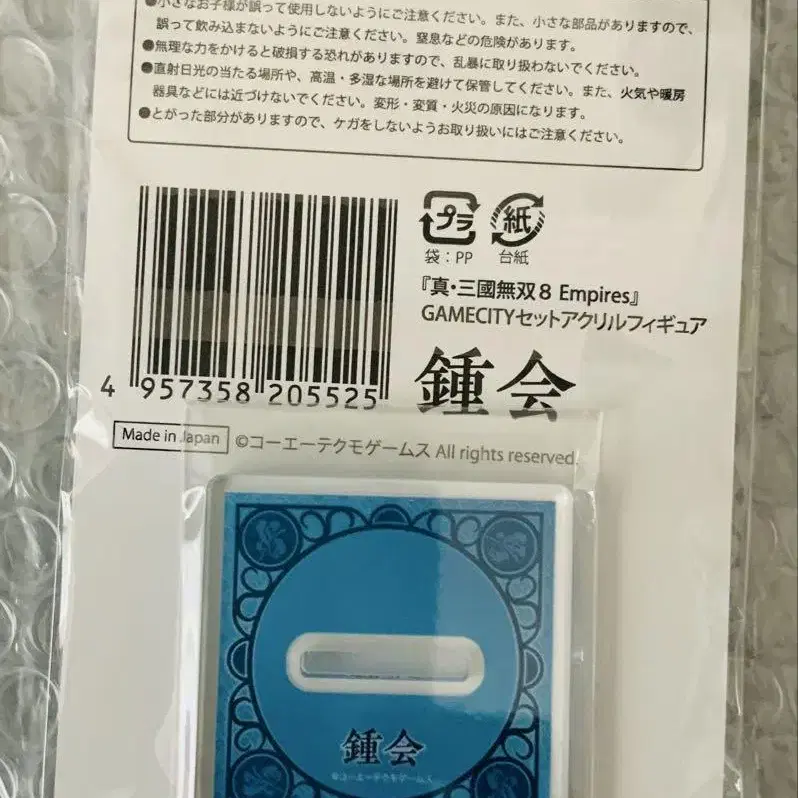 ●小さなお子様が誤って使用しないようにご注意ください。また、小さな部品がありますので、
誤って飲み込まないようにご注意ください。窒息などの危険があります。
●無理な力をかけると破損する恐れがありますので、乱暴に取り扱わないでください。
●直射日光の当たる場所や、高温・多湿な場所を避けて保管してください。また、火気や暖房
器具などには近づけないでください。変形・変質・火災の原因になります。
●とがった部分がありますので、ケガをしないようお取り扱いにはご注意ください。
プラ
紙
袋：PP
台紙
『真・三國無双８ Empires』
GAMECITYセットアクリルフィギュア
鍾会
4 957358 205525
Made in Japan
©コーエーテクモゲームス All rights reserved.
鍾会
©コーエーテクモゲームス